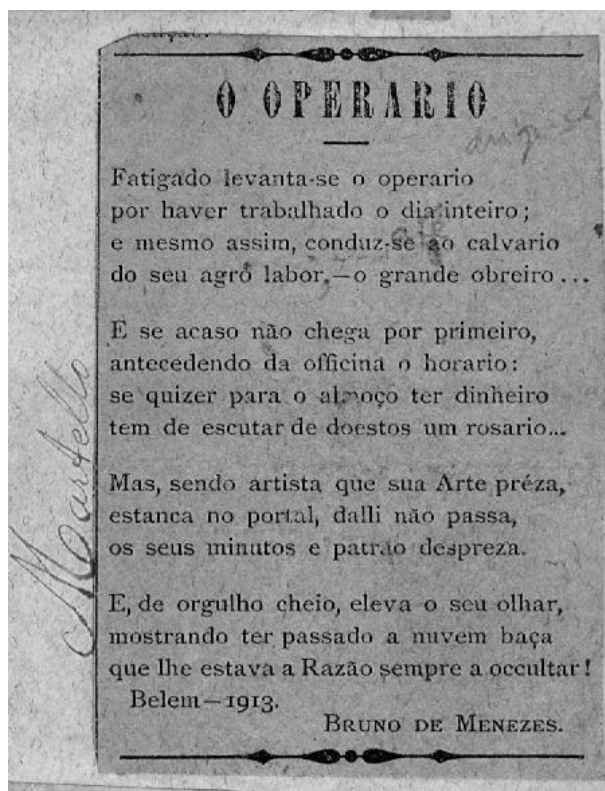 O OPERARIO
Fatigado levanta-se o operario
por haver trabalhado o dia inteiro;
e mesmo assim, conduz-se ao calvario
do seu agro labor,—o grande obreiro...
E se acaso não chega por primeiro,
antecedendo da officina o horario:
se quizer para o almoço ter dinheiro
tem de escutar de doestos um rosario...
Mas, sendo artista que sua Arte préza,
estanca no portal, dalli não passa,
os seus minutos e patrão despreza.
E, de orgulho cheio, eleva o seu olhar,
mostrando ter passado a nuvem baça
que lhe estava a Razão sempre a occultar!
Belem—1913.
BRUNO DE MENEZES.
Martello